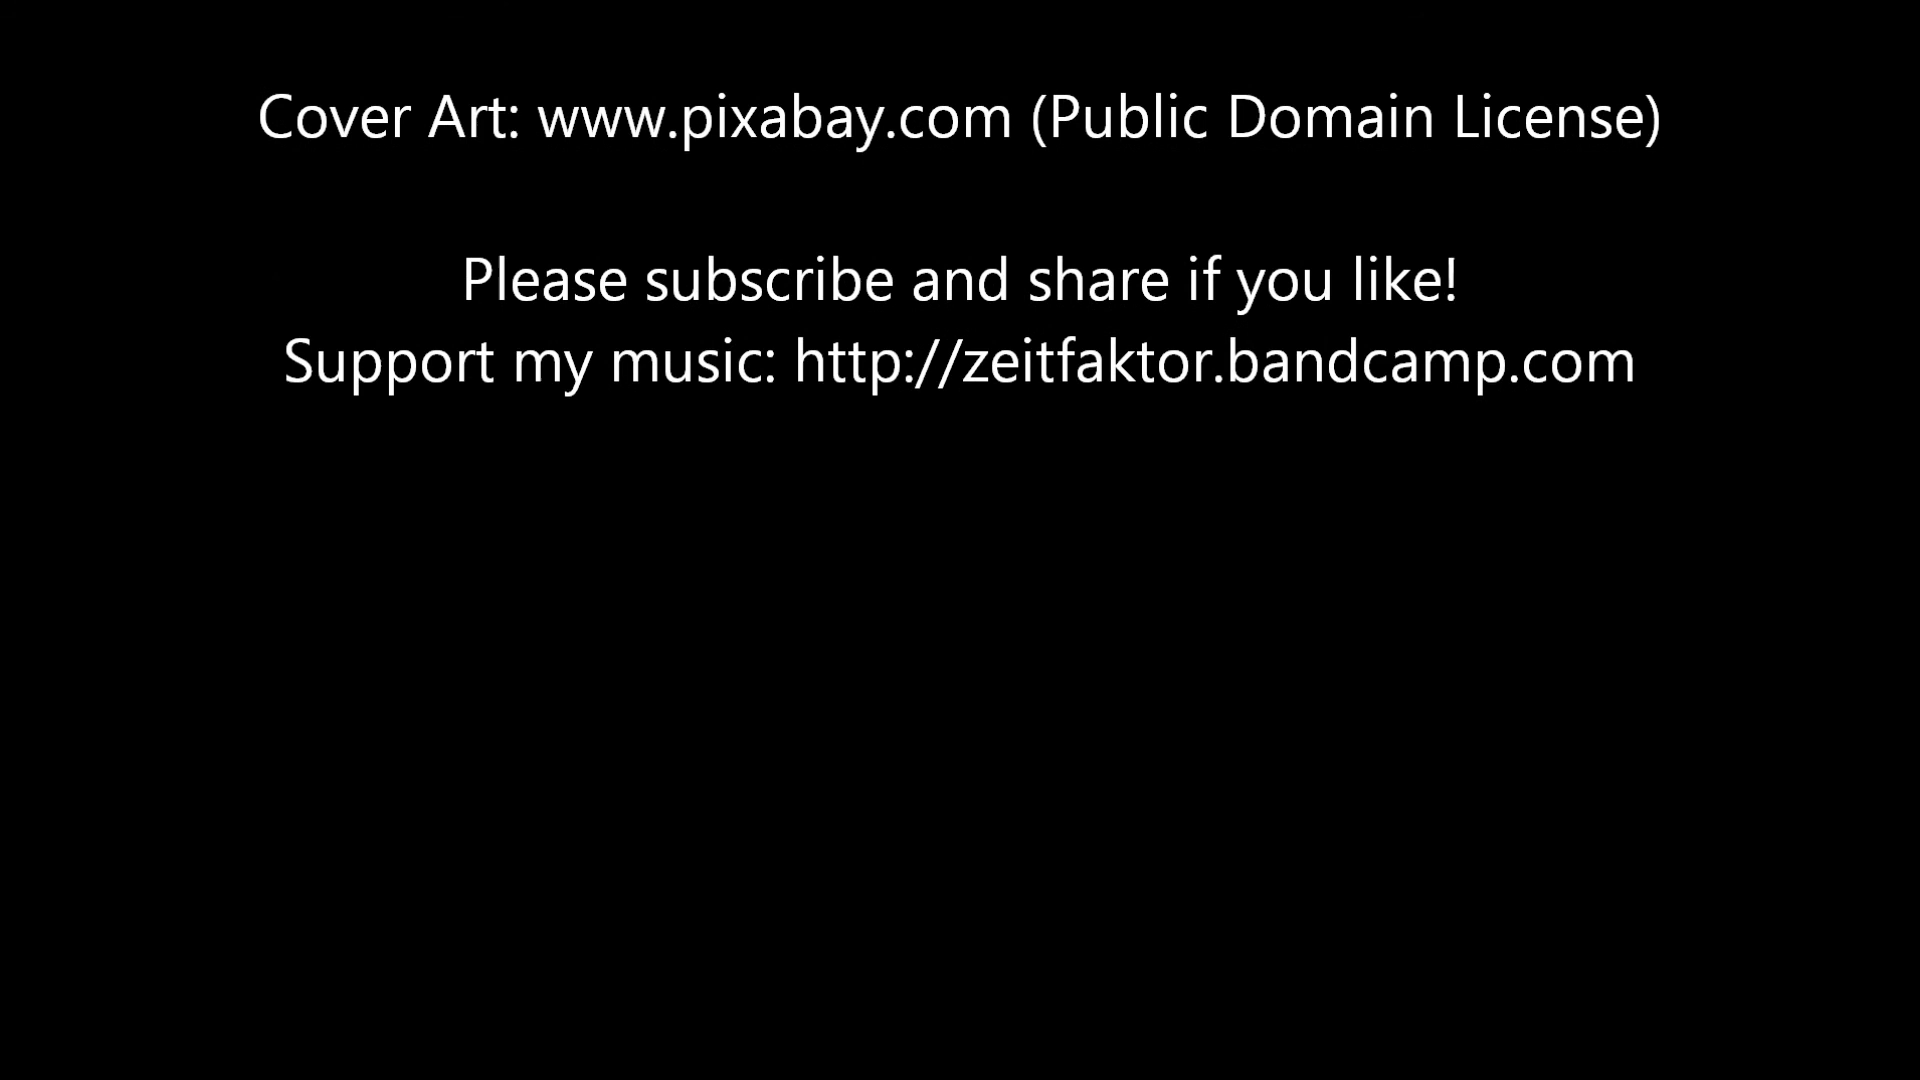 Cover Art: www.pixabay.com (Public Domain License)
Please subscribe and share if you like!
Support my music: http://zeitfaktor.bandcamp.com